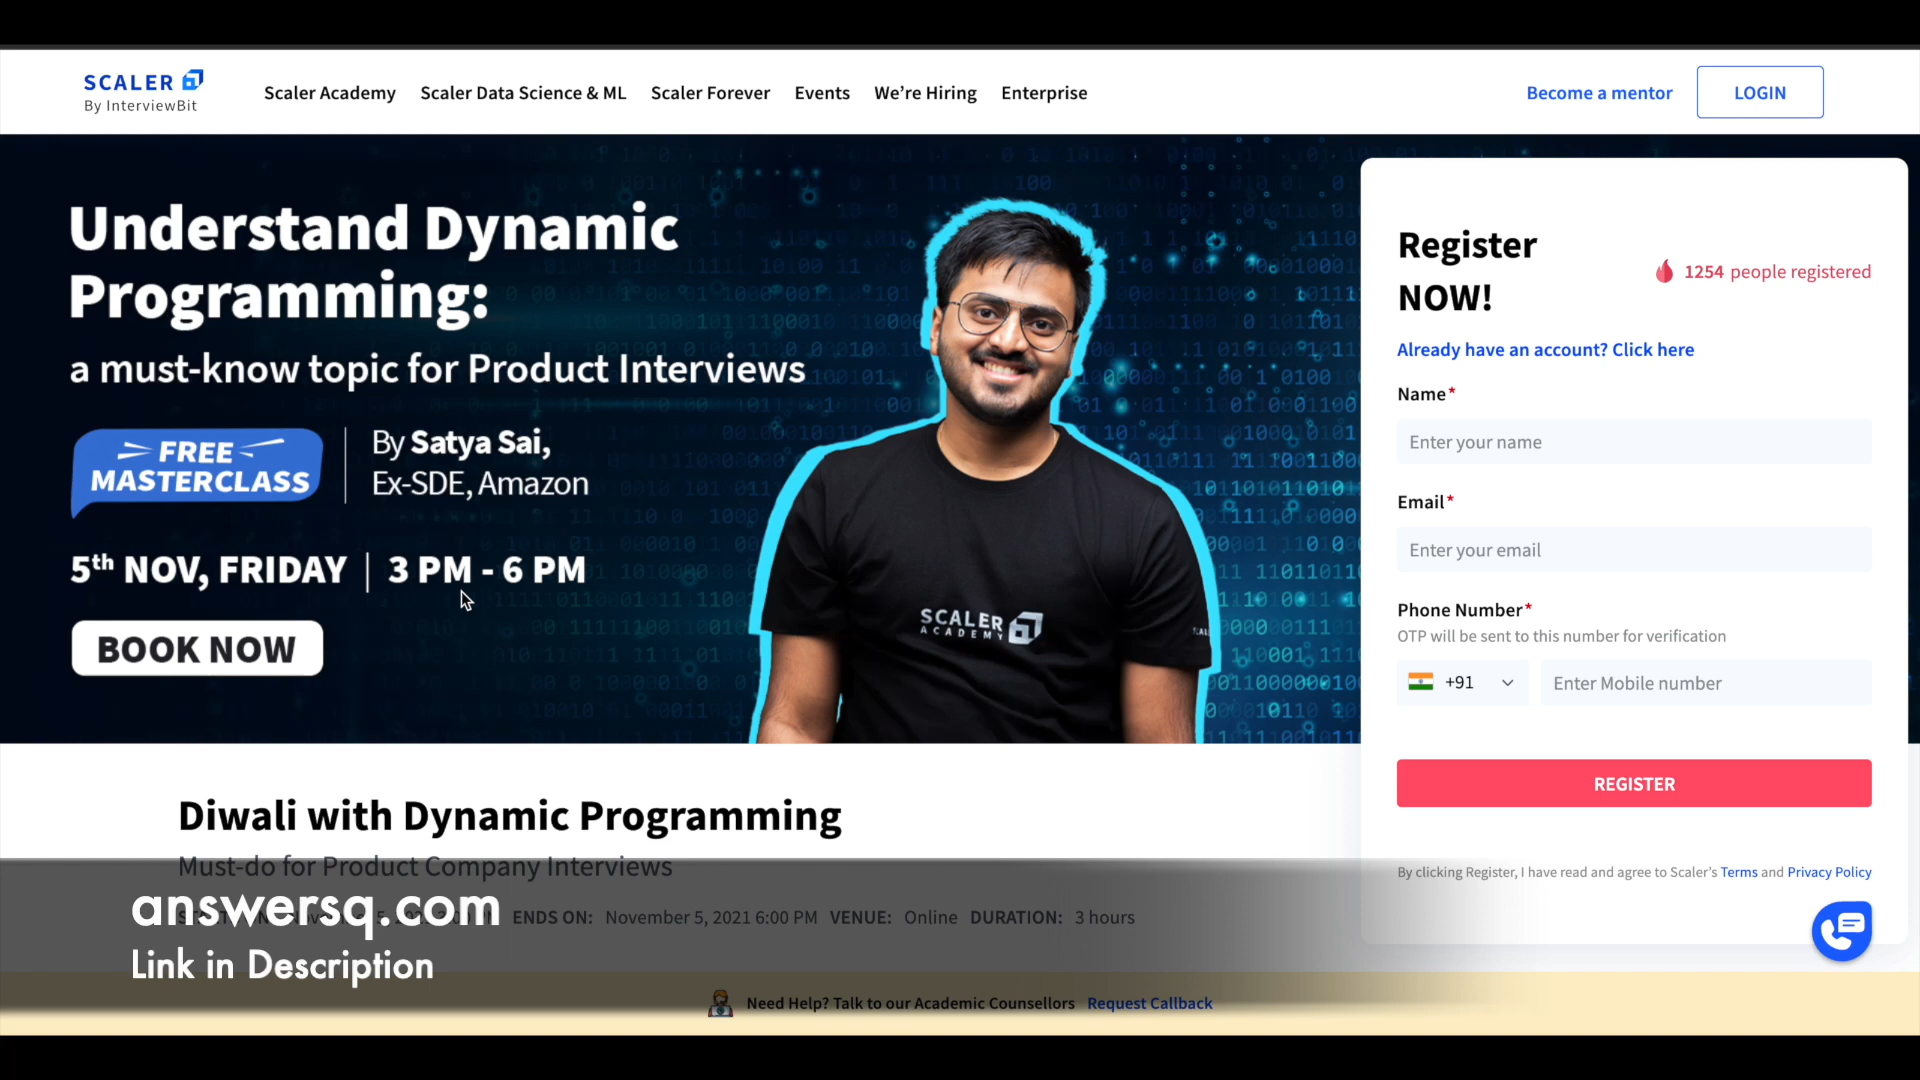 SCALER
By InterviewBit
Scaler Academy Scaler Data Science & ML Scaler Forever Events We're Hiring Enterprise
Become a mentor LOGIN
Understand Dynamic
Programming:
a must-know topic for Product Interviews
FREE
MASTERCLASS
By Satya Sai,
Ex-SDE, Amazon
5th NOV, FRIDAY | 3 PM - 6 PM
BOOK NOW
SCALER
ACADEMY
Register
NOW!
1254 people registered
Already have an account? Click here
Name*
Enter your name
Email*
Enter your email
Phone Number*
OTP will be sent to this number for verification
+91 Enter Mobile number
REGISTER
By clicking Register, I have read and agree to Scaler's Terms and Privacy Policy
Diwali with Dynamic Programming
Must-do for Product Company Interviews
ENDS ON: November 5, 2021 6:00 PM VENUE: Online DURATION: 3 hours
answersq.com
Link in Description
Need Help? Talk to our Academic Counsellors Request Callback